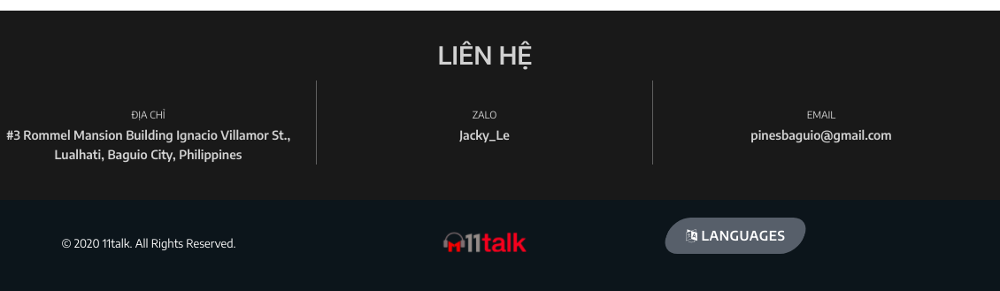 LIÊN HỆ
ĐỊA CHỈ
#3 Rommel Mansion Building Ignacio Villamor St.,
Lualhati, Baguio City, Philippines
ZALO
Jacky_Le
EMAIL
pinesbaguio@gmail.com
© 2020 11talk. All Rights Reserved.
11talk
LANGUAGES